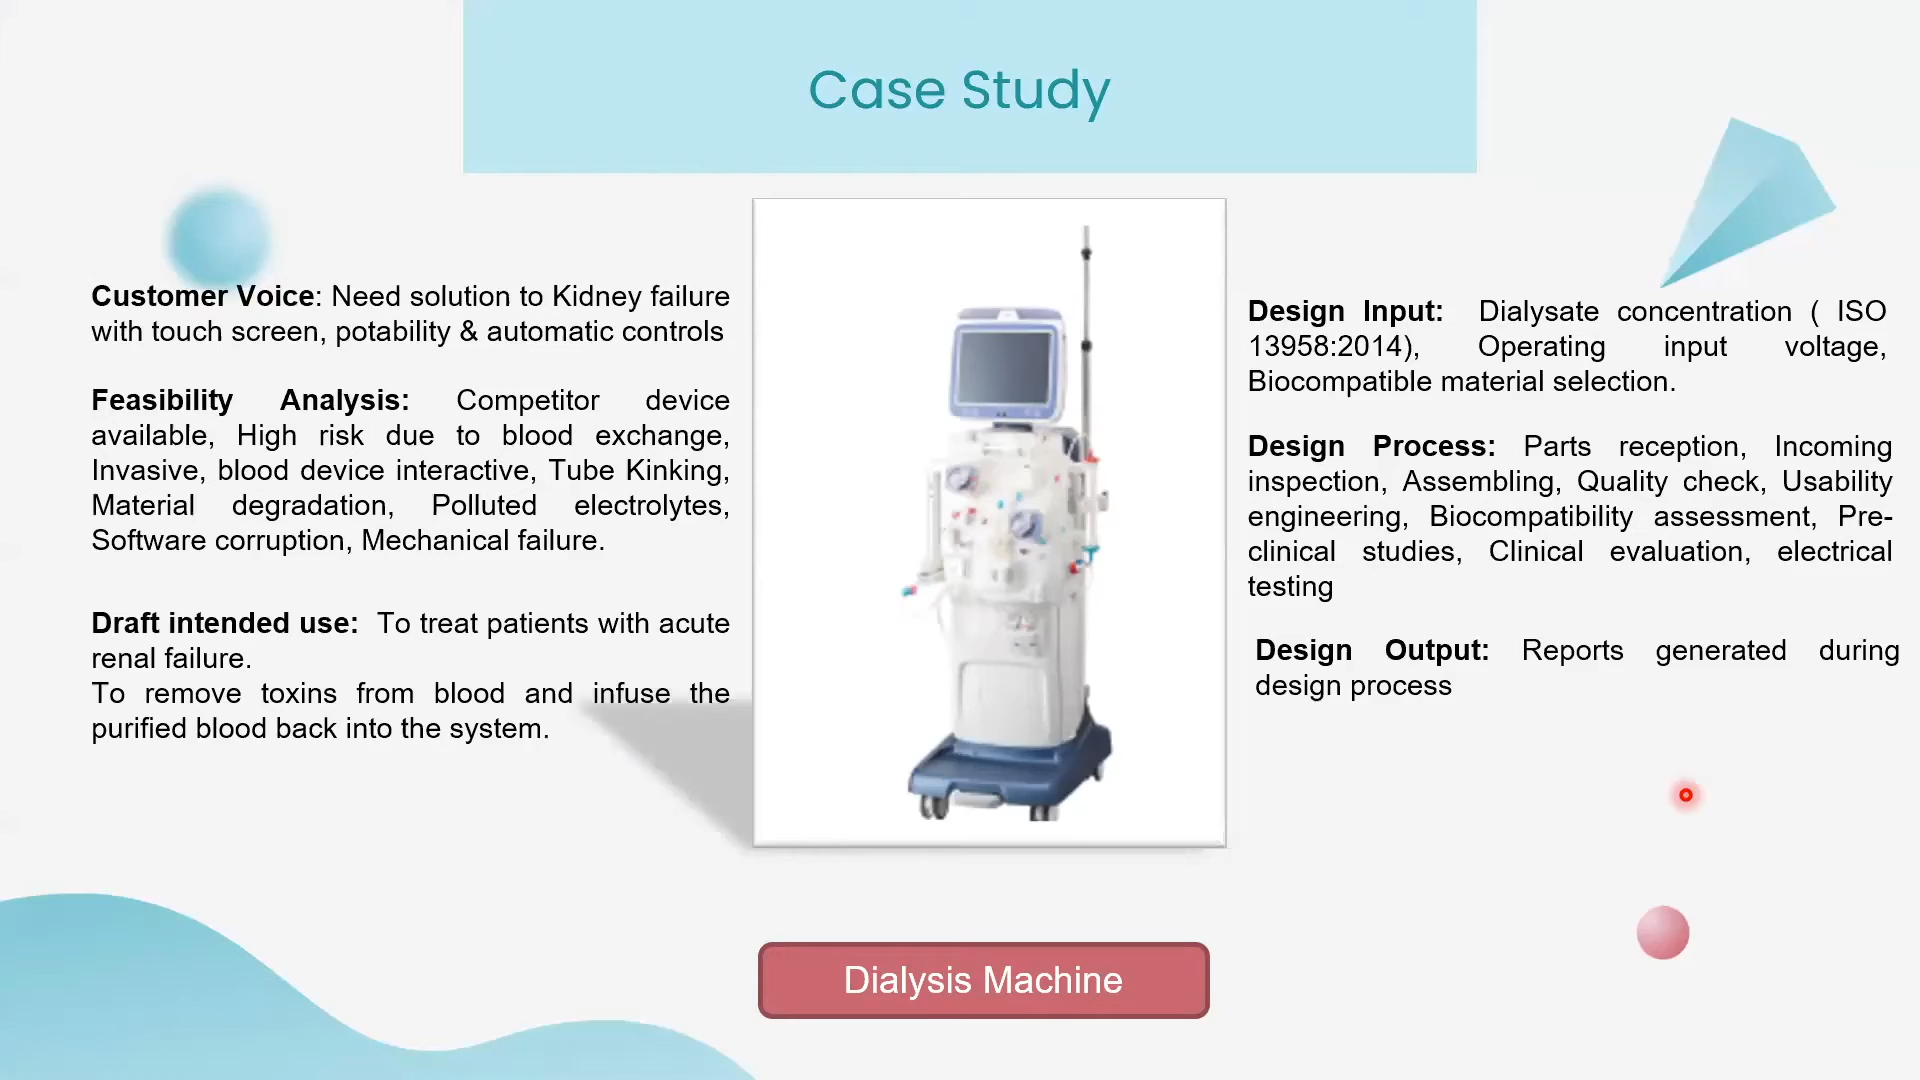 Case Study
Customer Voice: Need solution to Kidney failure
with touch screen, potability & automatic controls
Feasibility Analysis: Competitor device
available, High risk due to blood exchange,
Invasive, blood device interactive, Tube Kinking,
Material degradation, Polluted electrolytes,
Software corruption, Mechanical failure.
Draft intended use: To treat patients with acute
renal failure.
To remove toxins from blood and infuse the
purified blood back into the system.
Design Input: Dialysate concentration ( ISO
13958:2014), Operating input voltage,
Biocompatible material selection.
Design Process: Parts reception, Incoming
inspection, Assembling, Quality check, Usability
engineering, Biocompatibility assessment, Pre-
clinical studies, Clinical evaluation, electrical
testing
Design Output: Reports generated during
design process
Dialysis Machine